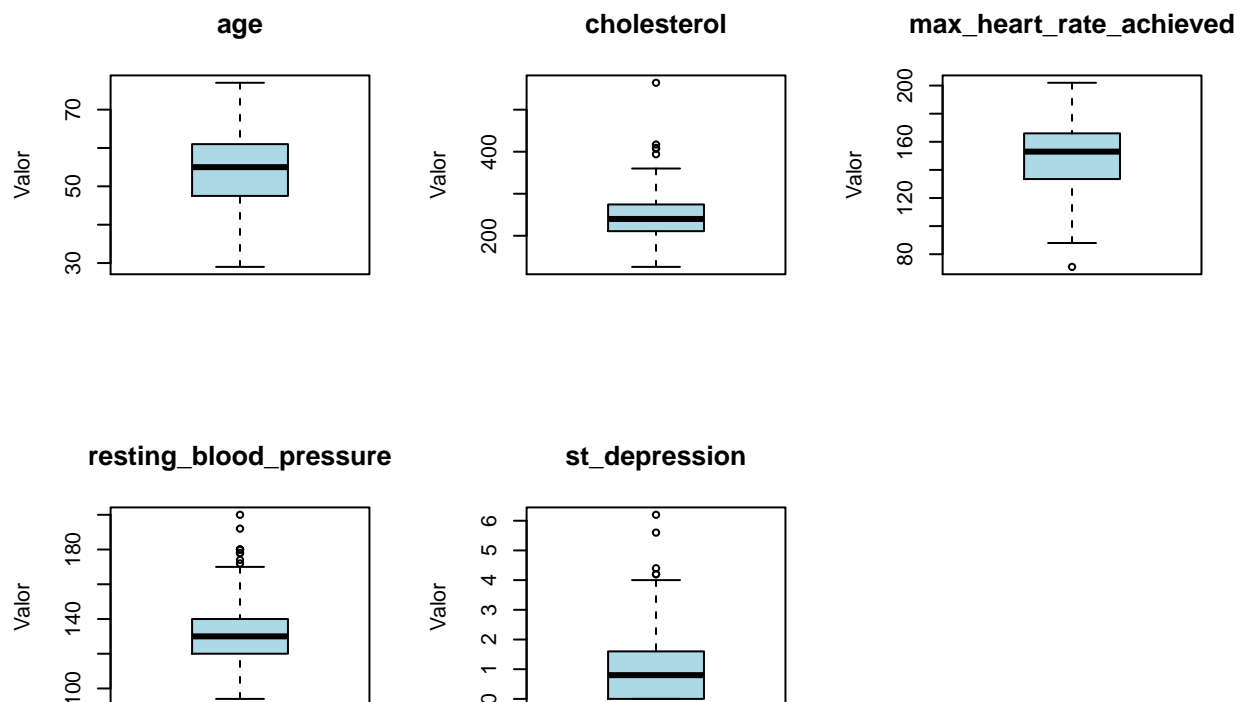 age
cholesterol
max_heart_rate_achieved
Valor
30
50
70
Valor
200
400
Valor
80
120
160
200
resting_blood_pressure
st_depression
Valor
100
140
180
Valor
0
1
2
3
4
5
6